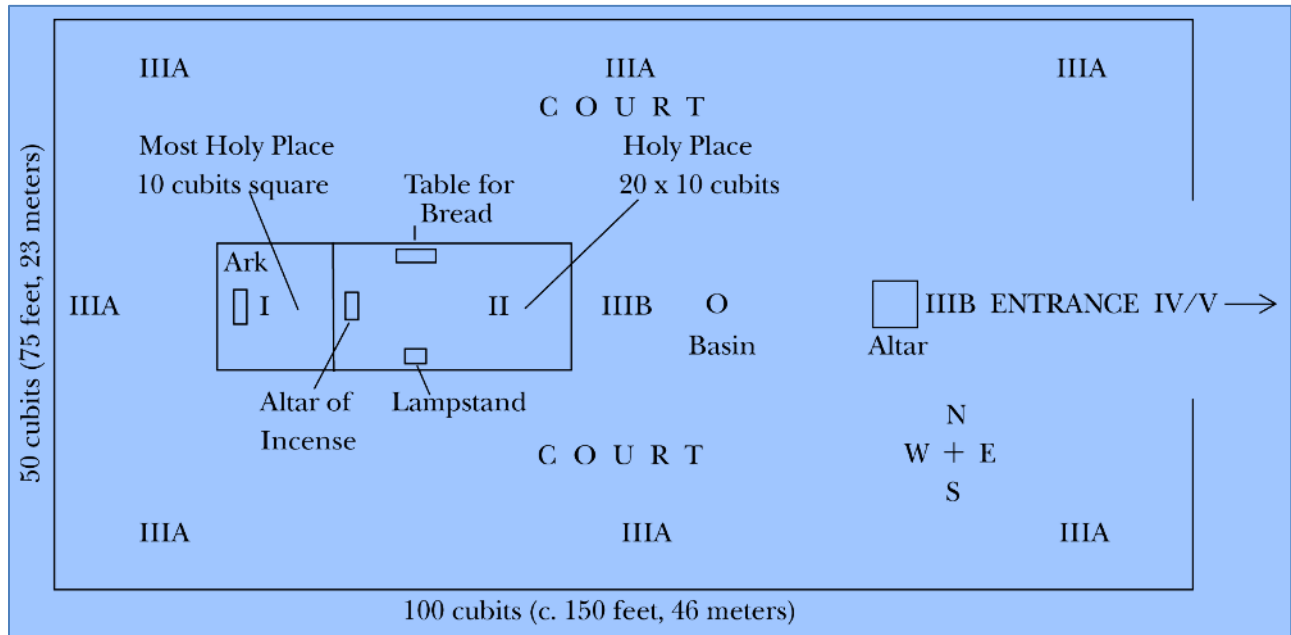 IIIA IIIA IIIA
C O U R T
Most Holy Place
10 cubits square
Holy Place
20 x 10 cubits
Table for
Bread
Ark
I
II
IIIA
IIIB
O
Basin
Altar
IIIB ENTRANCE IV/V
Altar of
Incense
Lampstand
C O U R T
N
W + E
S
IIIA IIIA IIIA
50 cubits (75 feet, 23 meters)
100 cubits (c. 150 feet, 46 meters)